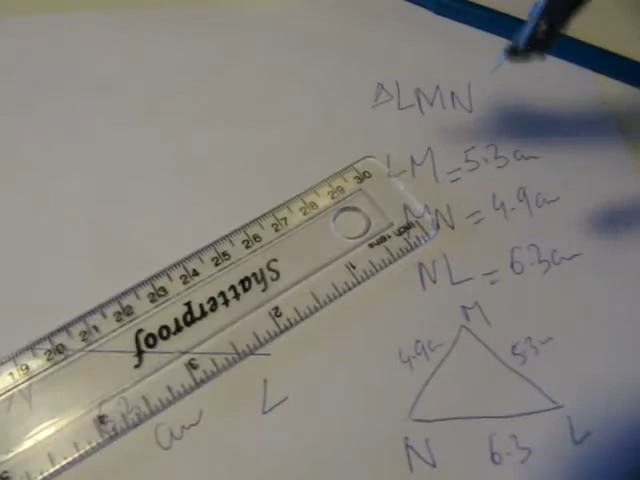 △LMN
LM = 5.3cm
MN = 4.9cm
NL = 6.3cm
M
4.9cm
5.3cm
N 6.3 L
30 29 28 27 26 25 24 23 22 21 20 19
Shatterproof
1 2 3
L
cm